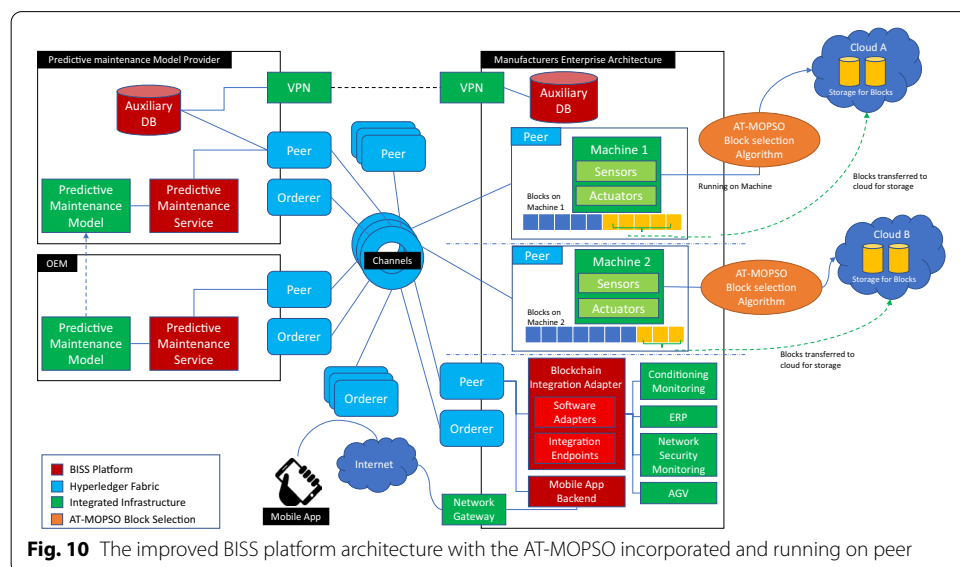 Predictive maintenance Model Provider
Auxiliary
DB
VPN
Peer
Orderer
Predictive
Maintenance
Model
Predictive
Maintenance
Service
OEM
Peer
Orderer
Predictive
Maintenance
Model
Predictive
Maintenance
Service
Peer
Channels
Orderer
Manufacturers Enterprise Architecture
VPN
Auxiliary
DB
Peer
Machine 1
Sensors
Actuators
Blocks on
Machine 1
Running on Machine
AT-MOPSO
Block selection
Algorithm
Cloud A
Storage for Blocks
Blocks transferred to
cloud for storage
Peer
Machine 2
Sensors
Actuators
Blocks on
Machine 2
AT-MOPSO
Block selection
Algorithm
Cloud B
Storage for Blocks
Blocks transferred to
cloud for storage
Peer
Orderer
Blockchain
Integration Adapter
Software
Adapters
Integration
Endpoints
Mobile App
Backend
Conditioning
Monitoring
ERP
Network
Security
Monitoring
AGV
Internet
Network
Gateway
Mobile App
BISS Platform
Hyperledger Fabric
Integrated Infrastructure
AT-MOPSO Block Selection
Fig. 10 The improved BISS platform architecture with the AT-MOPSO incorporated and running on peer